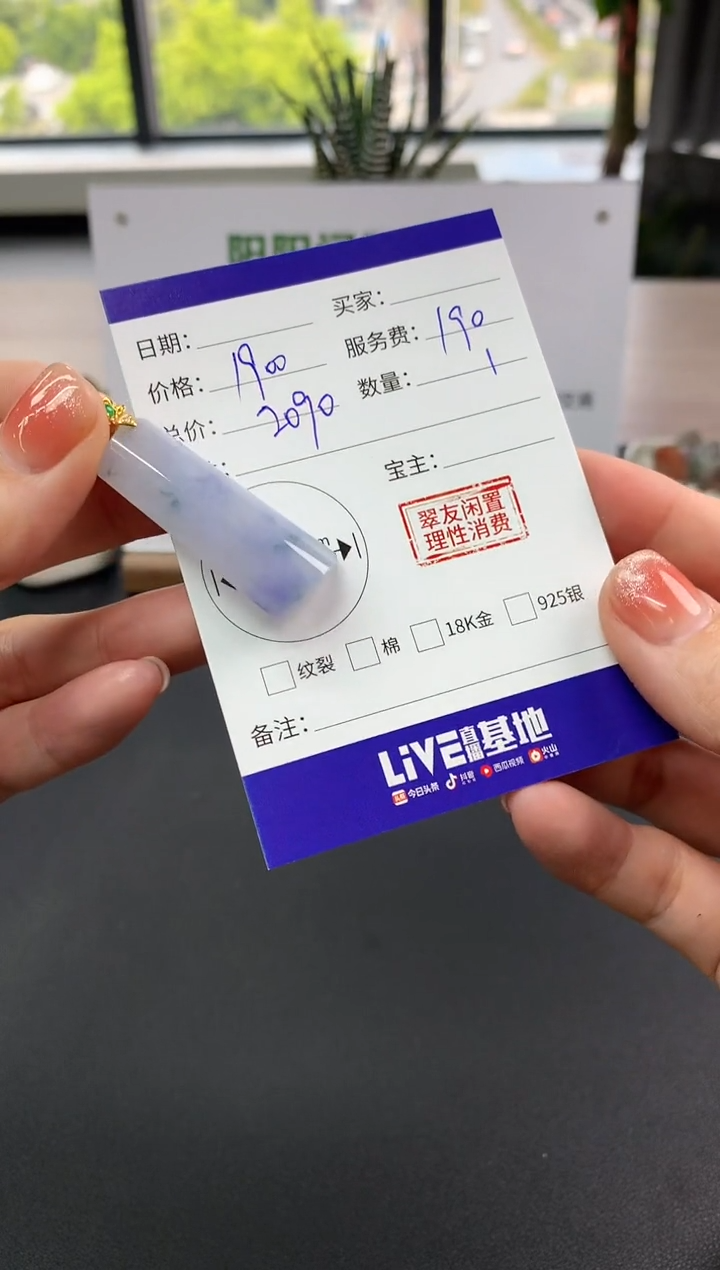 买家：
日期：
服务费：190
价格：1900
数量：1
总价：2090
宝主：
翠友闲置
理性消费
纹裂 棉 18K金 925银
备注：
LiVE直播基地
头条 今日头条 抖音 西瓜视频 火山